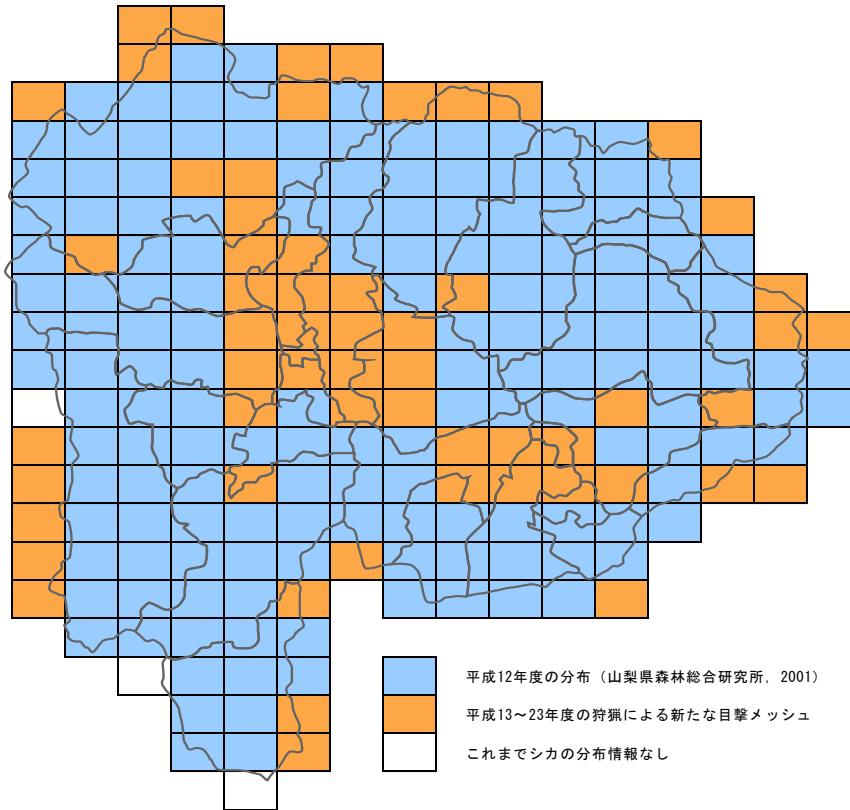 平成12年度の分布（山梨県森林総合研究所, 2001）
平成13～23年度の狩猟による新たな目撃メッシュ
これまでシカの分布情報なし